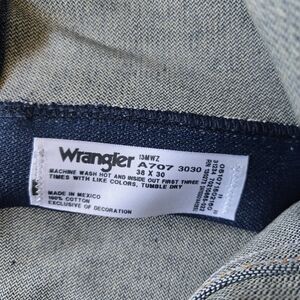 Wrangler 13MWZ
A707 3030
38 X 30
MACHINE WASH HOT AND INSIDE OUT FIRST THREE
TIMES WITH LIKE COLORS, TUMBLE DRY
MADE IN MEXICO
100% COTTON
EXCLUSIVE OF DECORATION